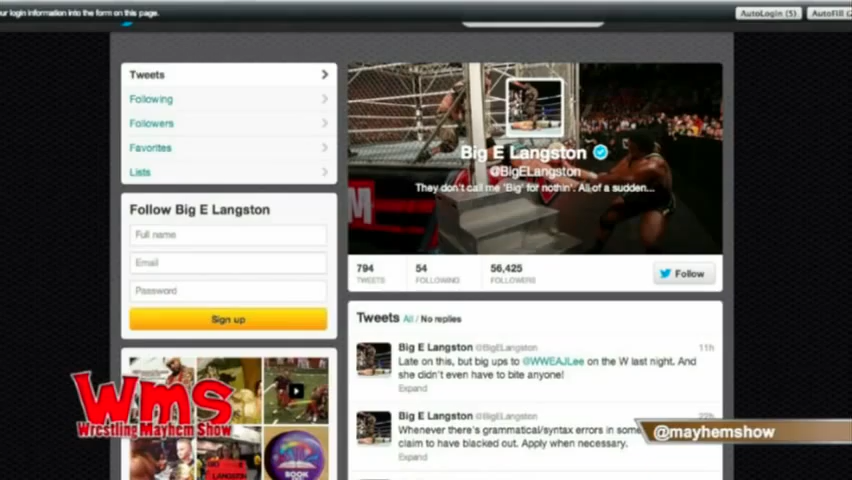 our login information into the form on this page.
AutoLogin (5)
AutoFill (2
Tweets
Following
Followers
Favorites
Lists
Follow Big E Langston
Full name
Email
Password
Sign up
Big E Langston
@BigELangston
They don't call me 'Big' for nothin'. All of a sudden...
794
TWEETS
54
FOLLOWING
56,425
FOLLOWERS
Follow
Tweets All / No replies
Big E Langston @BigELangston 11h
Late on this, but big ups to @WWEAJLee on the W last night. And
she didn't even have to bite anyone!
Expand
Big E Langston @BigELangston 22h
Whenever there's grammatical/syntax errors in some
claim to have blacked out. Apply when necessary.
Expand
LANGSTON
BOOK
Wms
Wrestling Mayhem Show
@mayhemshow